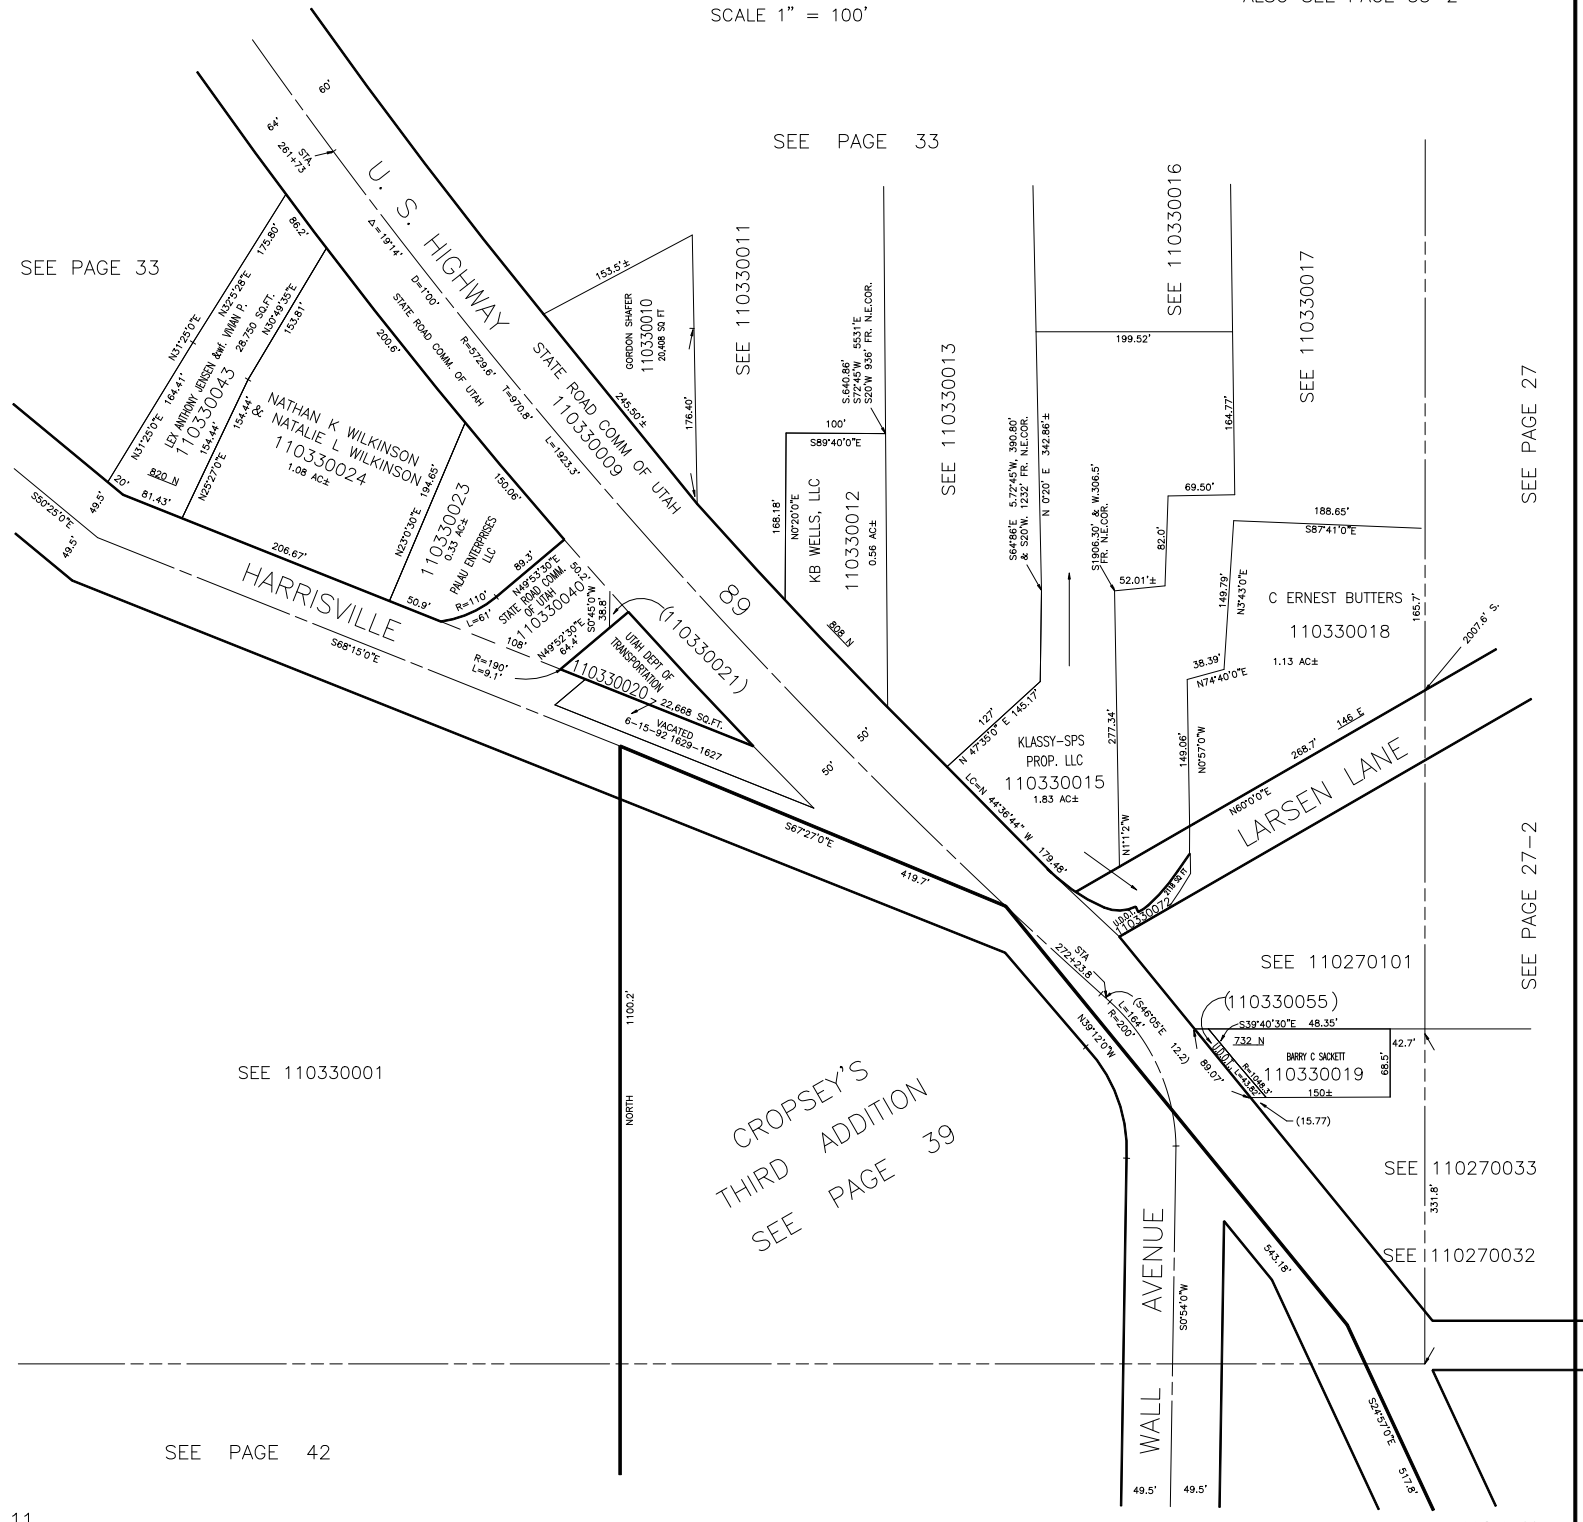 SCALE 1" = 100'
SEE PAGE 33
SEE PAGE 33
60'
64'
STA.
261+73
U. S. HIGHWAY
89
Δ=19°14'
D=1°00'
R=5729.6'
T=970.8'
L=1923.3'
STATE ROAD COMM. OF UTAH
STATE ROAD COMM OF UTAH
110330009
86.2'
200.6'
150.06'
175.80'
N32°5'28"E
N31°25'0"E
164.41'
N31°25'0"E
LEX ANTHONY JENSEN &wf. VIVIAN P.
110330043
28,750 SQ.FT.
N30°49'35"E
153.81'
154.44'
154.44'
N25°27'0"E
820 N
20'
81.43'
NATHAN K WILKINSON
&
NATALIE L WILKINSON
110330024
1.08 AC±
206.67'
194.65'
N23°0'30"E
110330023
0.33 AC±
PALAU ENTERPRISES
LLC
50.9'
R=110'
L=61'
89.3'
N49°53'30"E
STATE ROAD COMM.
OF UTAH
110330040
108'
50.2'
S0°45'0"W
38.8'
N49°52'30"E
64.4'
R=190'
L=9.1'
(110330021)
UTAH DEPT OF
TRANSPORTATION
110330020
22,668 SQ.FT.
VACATED
6-15-92 1629-1627
S50°25'0"E
49.5'
49.5'
HARRISVILLE
S68°15'0"E
S67°27'0"E
419.7'
153.5'±
GORDON SHAFER
110330010
20,408 SQ FT
176.40'
245.50'±
SEE 110330011
S.640.86'
S72°45'W 5531'E
S20°W 936' FR. N.E.COR.
100'
S89°40'0"E
168.18'
N0°20'0"E
KB WELLS, LLC
110330012
0.56 AC±
808 N
50'
50'
SEE 110330013
S64°86'E 5.72°45'W, 390.80'
& S20°W. 1232' FR. N.E.COR.
N 0°20' E 342.86'±
S1906.30' & W.306.5'
FR. N.E.COR.
SEE 110330016
199.52'
164.77'
69.50'
82.0'
52.01'±
SEE 110330017
188.65'
S87°41'0"E
149.79'
N3°43'0"E
C ERNEST BUTTERS
110330018
1.13 AC±
165.7'
38.39'
N74°40'0"E
149.06'
N0°57'0"W
277.34'
N1°1'2"W
127'
N 47°35'0" E 145.17'
KLASSY-SPS
PROP. LLC
110330015
1.83 AC±
LC=N 44°36'44" W
179.48'
2007.6' S.
146 E
268.7'
N60°0'0"E
LARSEN LANE
U.D.O.T.
110330072
2118 SQ FT
SEE PAGE 27
SEE PAGE 27-2
SEE 110270101
(110330055)
S39°40'30"E 48.35'
732 N
U.D.O.T.
BARRY C SACKETT
110330019
R=1048.3'
L=43.82'
150±
68.5'
42.7'
(15.77)
89.07'
STA
272+23.8
(S46°05'E
12.2)
L=164'
R=200'
N39°12'0"W
SEE 110270033
331.8'
SEE 110270032
543.18'
1100.2'
NORTH
SEE 110330001
CROPSEY'S
THIRD ADDITION
SEE PAGE 39
WALL AVENUE
S0°54'0"W
49.5'
49.5'
S24°57'0"E
517.8'
SEE PAGE 42
11